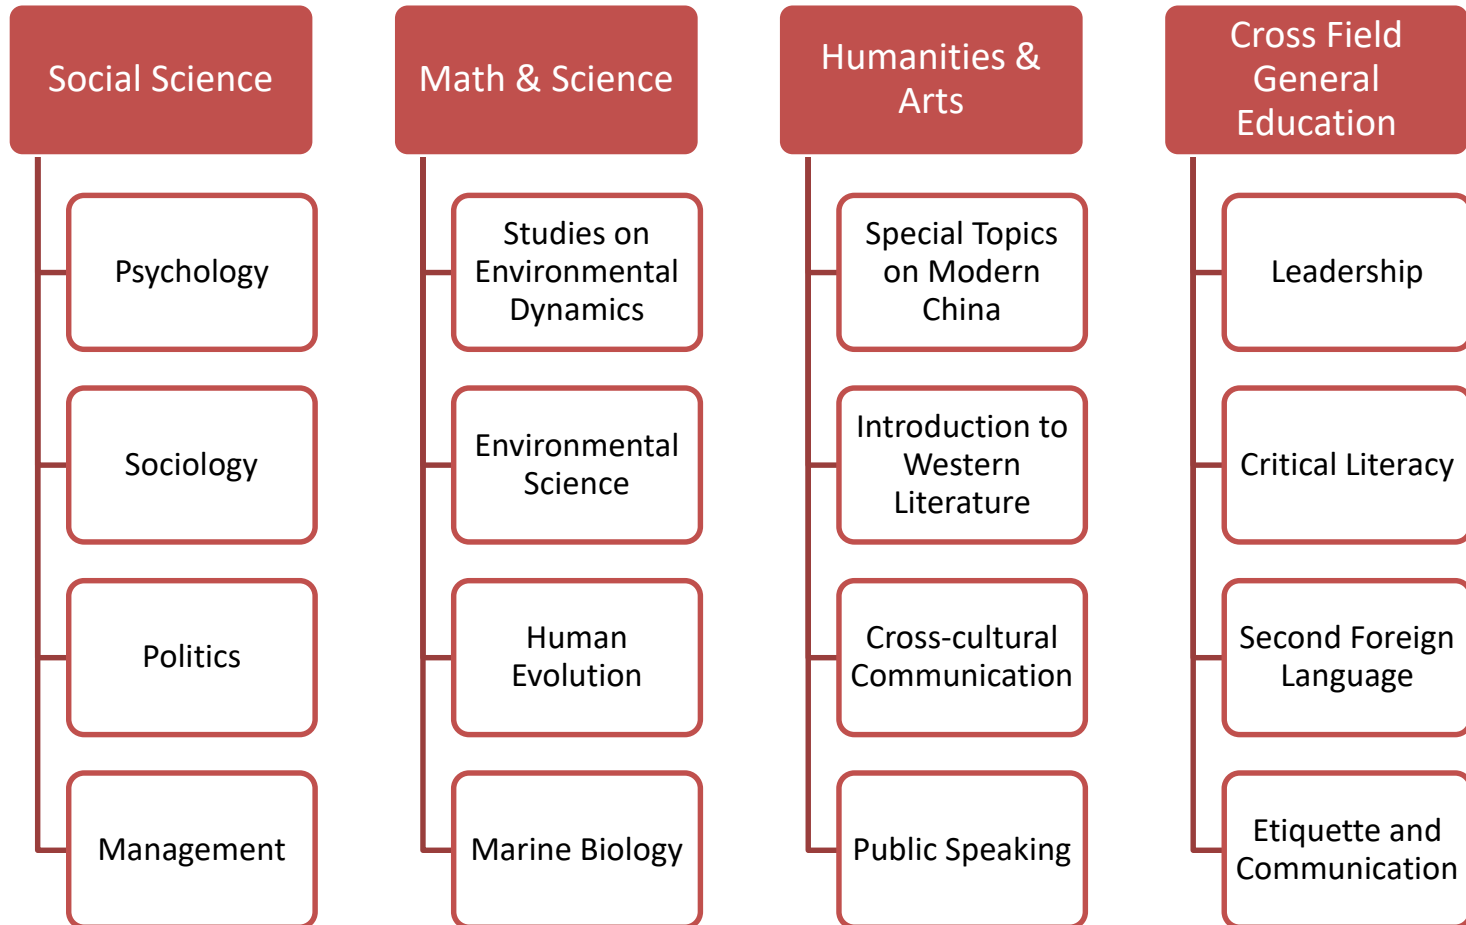 Social Science
Psychology
Sociology
Politics
Management
Math & Science
Studies on
Environmental
Dynamics
Environmental
Science
Human
Evolution
Marine Biology
Humanities &
Arts
Special Topics
on Modern
China
Introduction to
Western
Literature
Cross-cultural
Communication
Public Speaking
Cross Field
General
Education
Leadership
Critical Literacy
Second Foreign
Language
Etiquette and
Communication